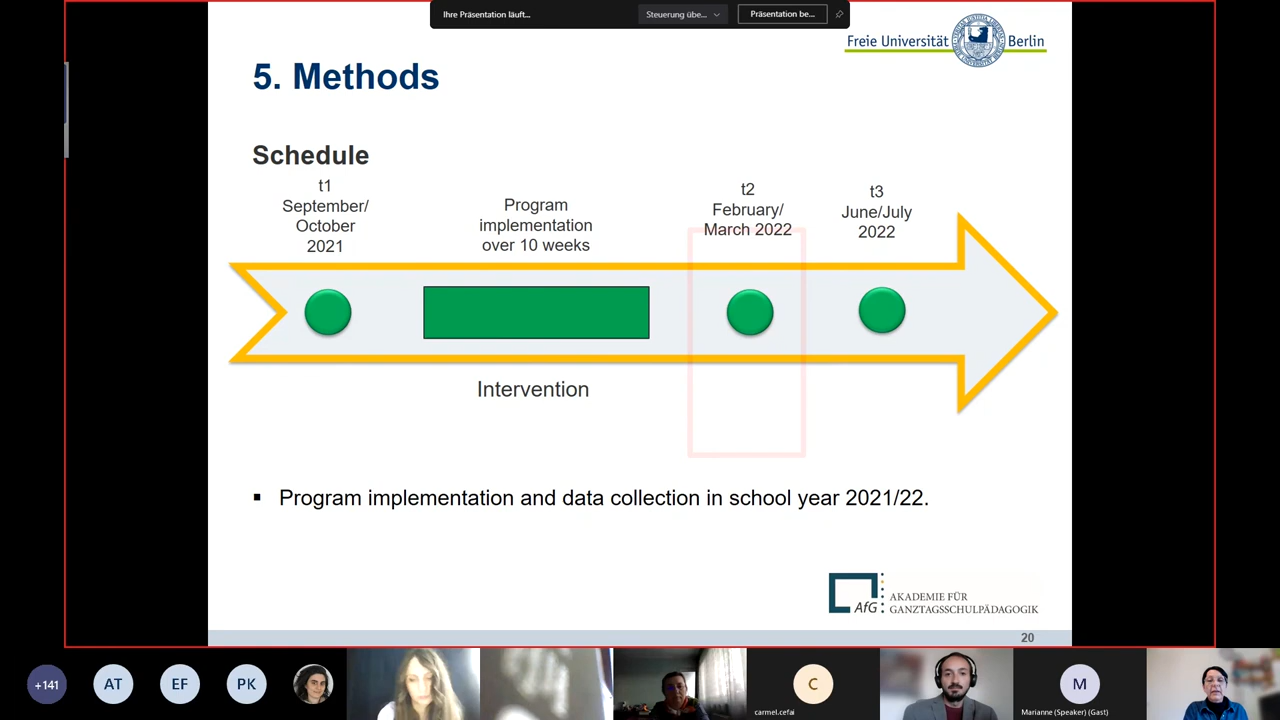 Ihre Präsentation läuft...
Steuerung übe...
Präsentation be...
Freie Universität Berlin
5. Methods
Schedule
t1
September/
October
2021
Program
implementation
over 10 weeks
t2
February/
March 2022
t3
June/July
2022
Intervention
▪ Program implementation and data collection in school year 2021/22.
AfG
AKADEMIE FÜR
GANZTAGSSCHULPÄDAGOGIK
20
+141
AT
EF
PK
C
carmel.cefai
M
Marianne (Speaker) (Gast)